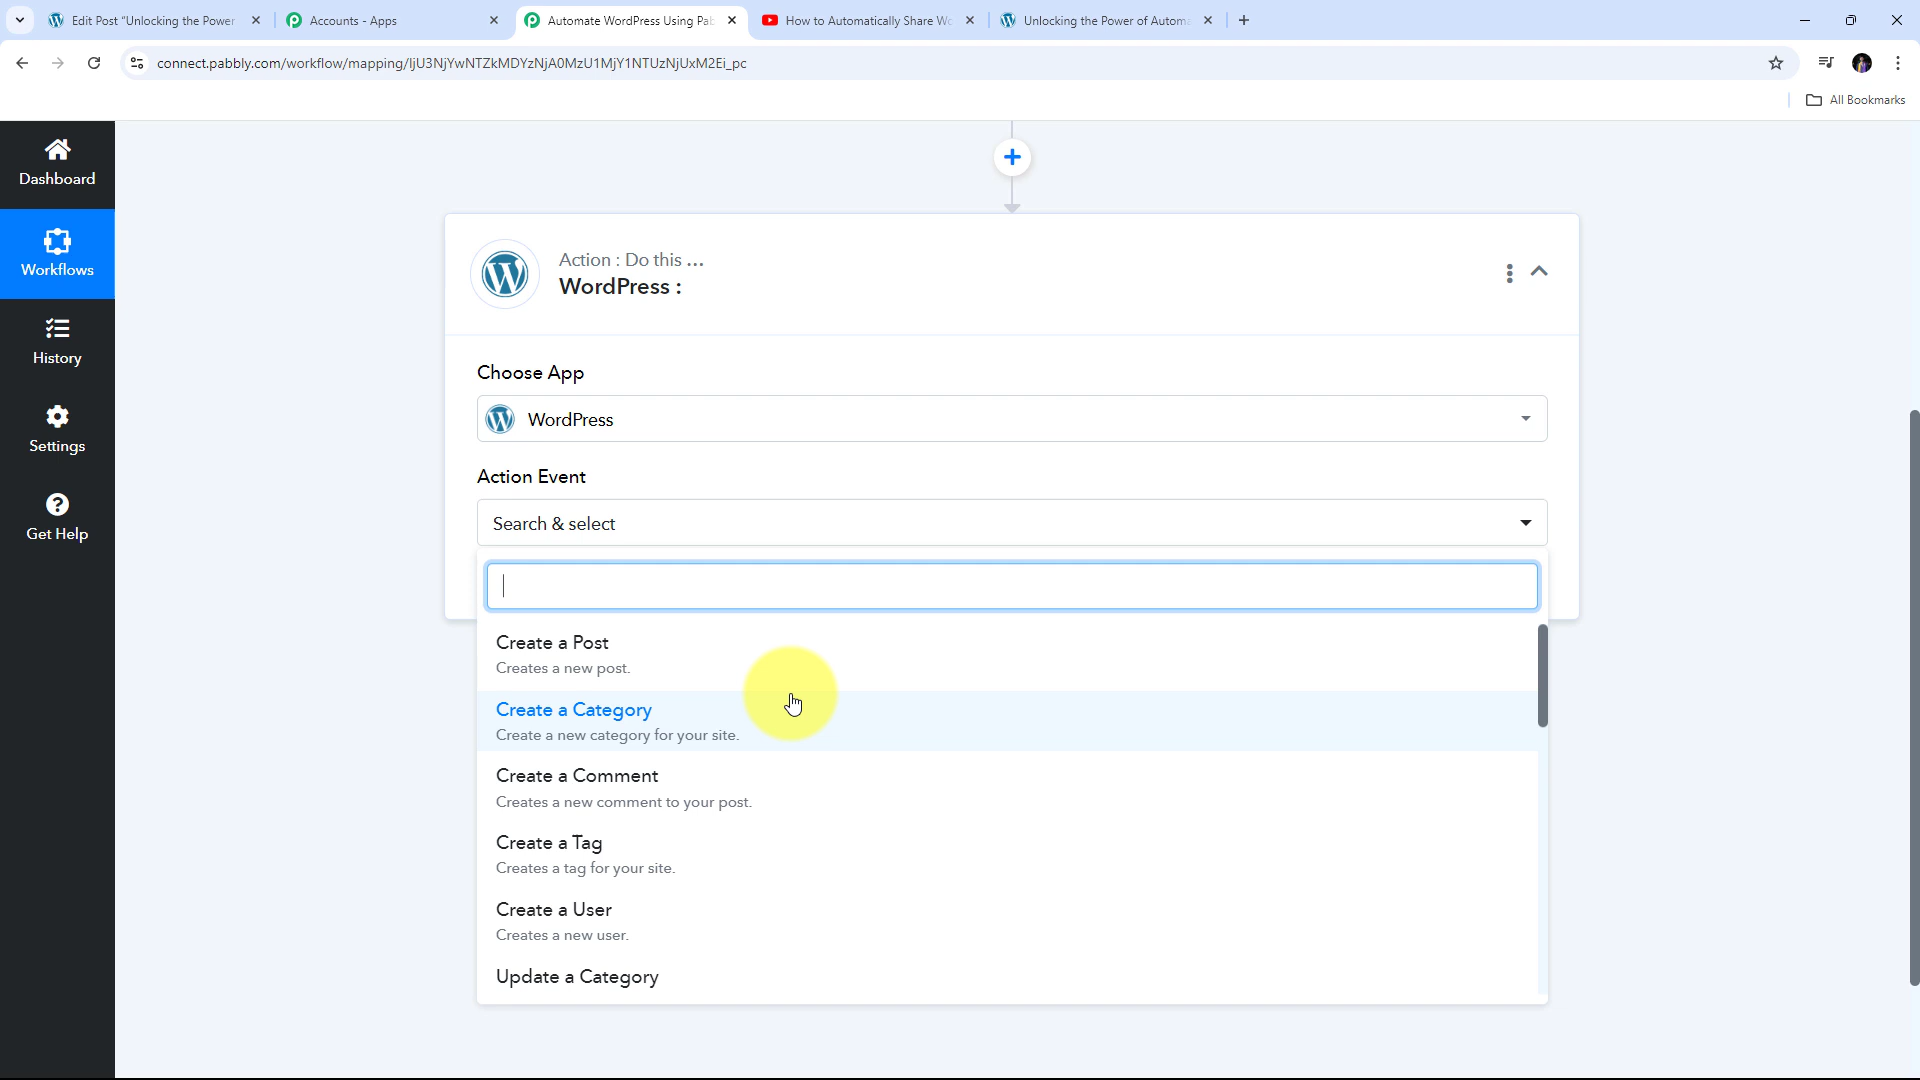 Edit Post "Unlocking the Power
Accounts - Apps
Automate WordPress Using Pab
How to Automatically Share Wo
Unlocking the Power of Automa
connect.pabbly.com/workflow/mapping/IjU3NjYwNTZkMDYzNjA0MzU1MjY1NTUzNjUxM2Ei_pc
All Bookmarks
Dashboard
Workflows
History
Settings
Get Help
Action : Do this ...
WordPress :
Choose App
WordPress
Action Event
Search & select
Create a Post
Creates a new post.
Create a Category
Create a new category for your site.
Create a Comment
Creates a new comment to your post.
Create a Tag
Creates a tag for your site.
Create a User
Creates a new user.
Update a Category